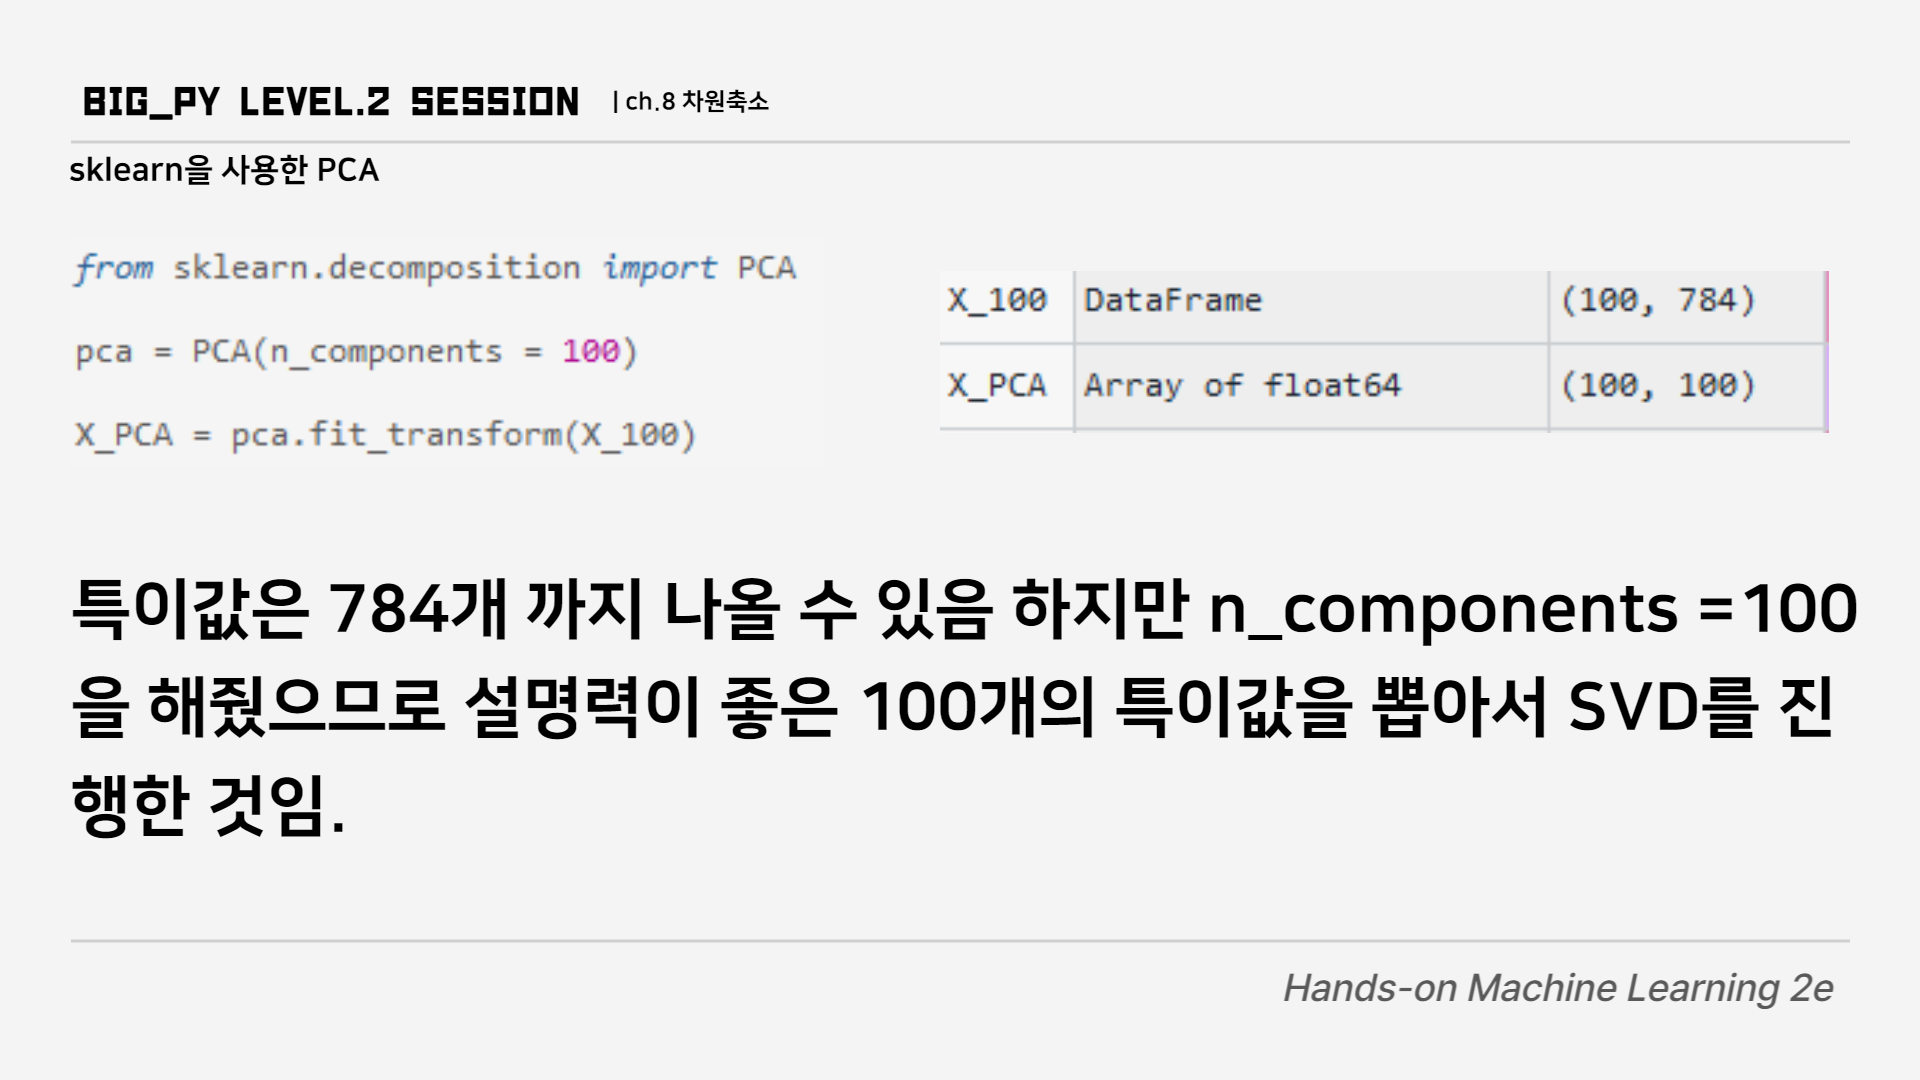 BIG_PY LEVEL.2 SESSION | ch.8 차원축소
sklearn을 사용한 PCA
from sklearn.decomposition import PCA
pca = PCA(n_components = 100)
X_PCA = pca.fit_transform(X_100)
X_100 DataFrame (100, 784)
X_PCA Array of float64 (100, 100)
특이값은 784개 까지 나올 수 있음 하지만 n_components =100
을 해줬으므로 설명력이 좋은 100개의 특이값을 뽑아서 SVD를 진
행한 것임.
Hands-on Machine Learning 2e